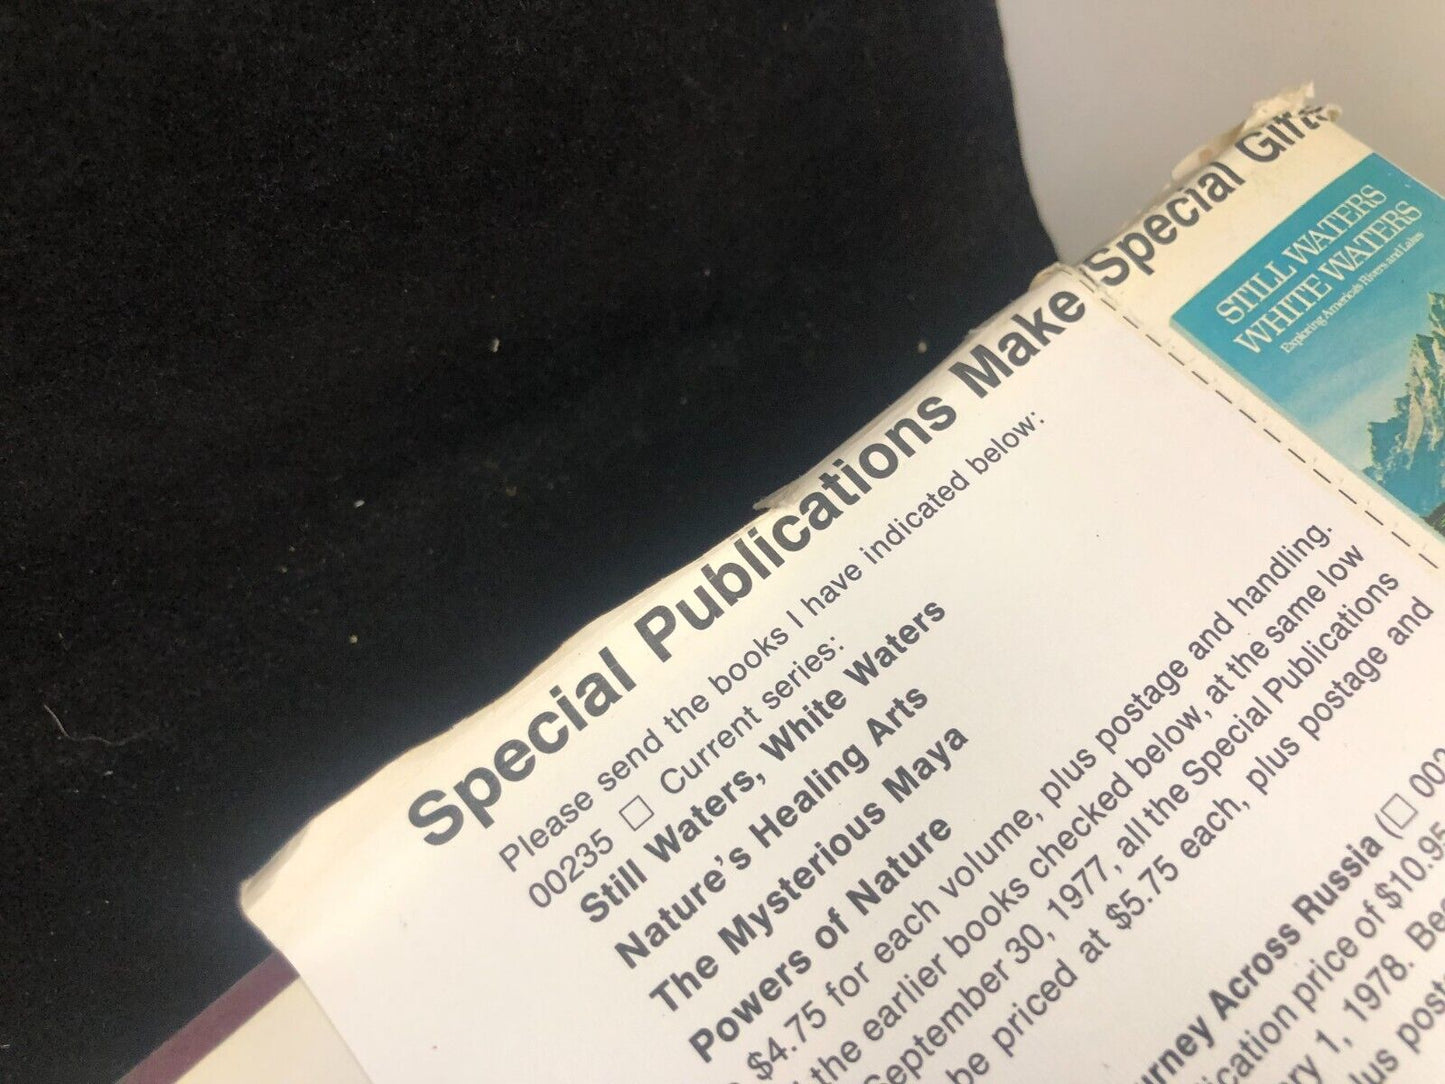 Special Publications Make Special Gifts
Please send the books I have indicated below:
00235 □ Current series:
Still Waters, White Waters
Nature's Healing Arts
The Mysterious Maya
Powers of Nature
$4.75 for each volume, plus postage and handling.
the earlier books checked below, at the same low
September 30, 1977, all the Special Publications
be priced at $5.75 each, plus postage and
Across Russia (□ 002
price of $10.95
1, 1978.
plus
STILL WATERS
WHITE WATERS
Exploring America's Rivers and Lakes